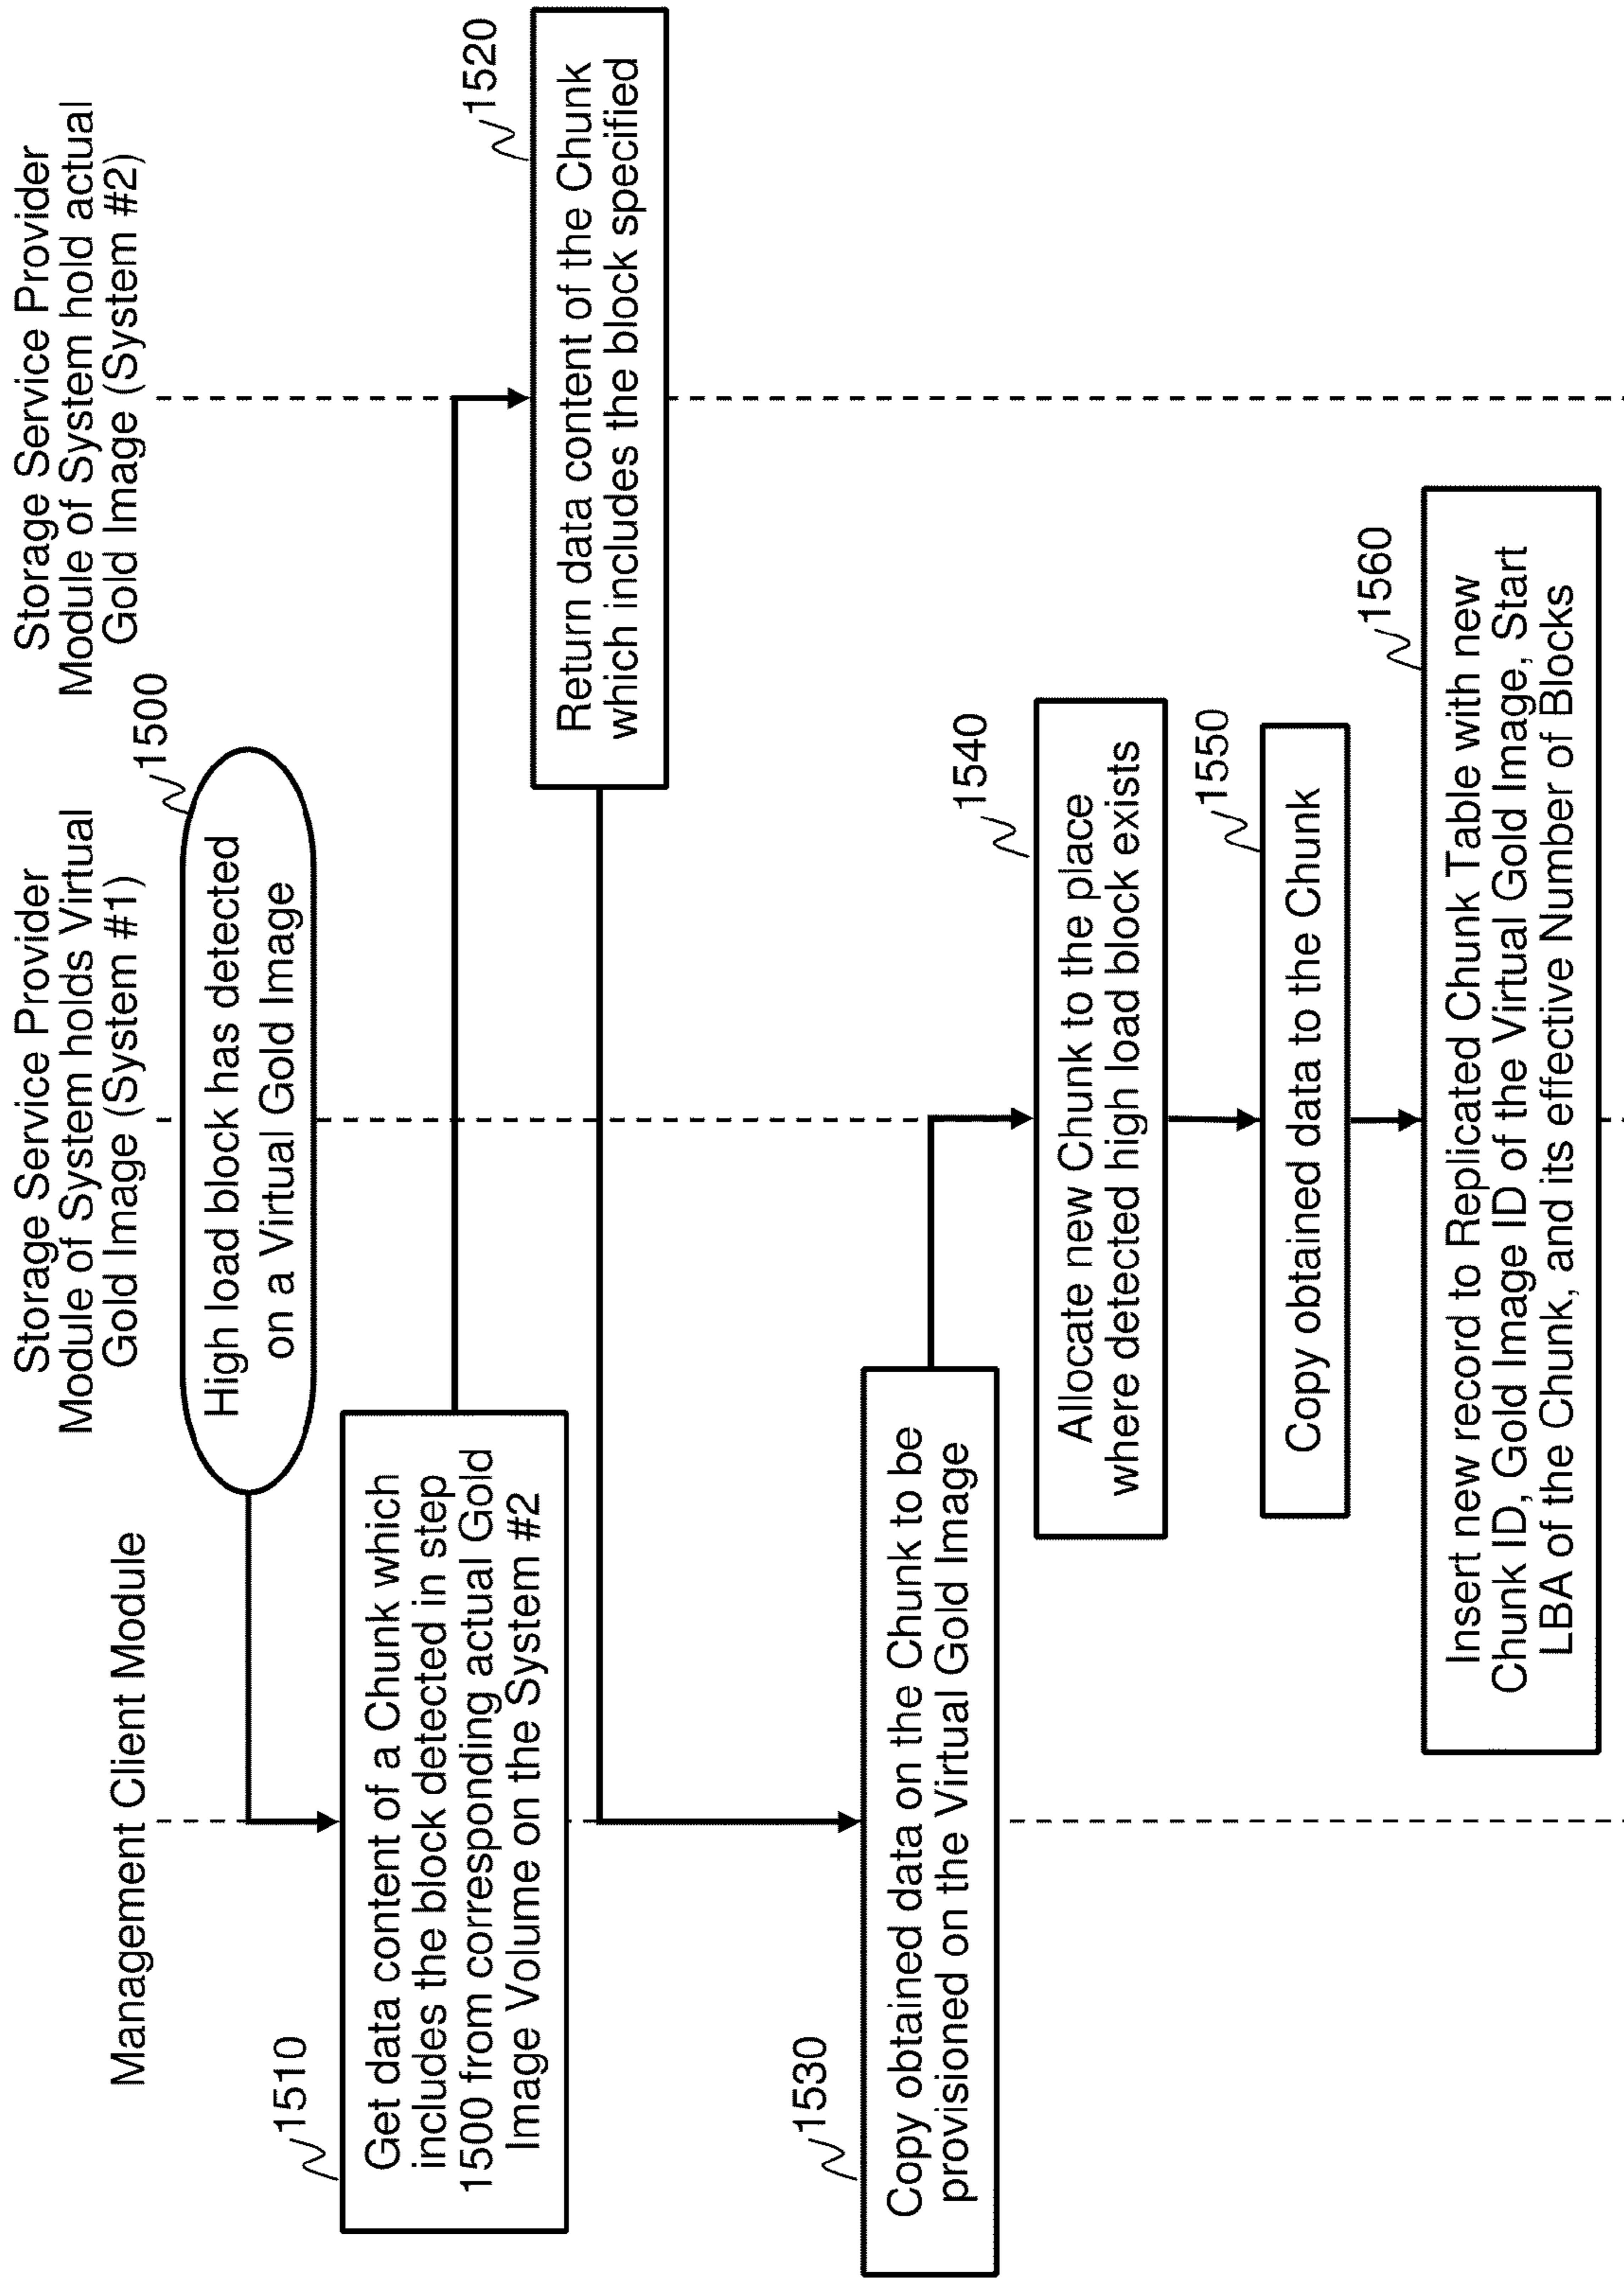 Management Client Module
Storage Service Provider
Module of System holds Virtual
Gold Image (System #1)
Storage Service Provider
Module of System hold actual
Gold Image (System #2)
1500
High load block has detected
on a Virtual Gold Image
1510
Get data content of a Chunk which
includes the block detected in step
1500 from corresponding actual Gold
Image Volume on the System #2
1520
Return data content of the Chunk
which includes the block specified
1530
Copy obtained data on the Chunk to be
provisioned on the Virtual Gold Image
1540
Allocate new Chunk to the place
where detected high load block exists
1550
Copy obtained data to the Chunk
1560
Insert new record to Replicated Chunk Table with new
Chunk ID, Gold Image ID of the Virtual Gold Image, Start
LBA of the Chunk, and its effective Number of Blocks